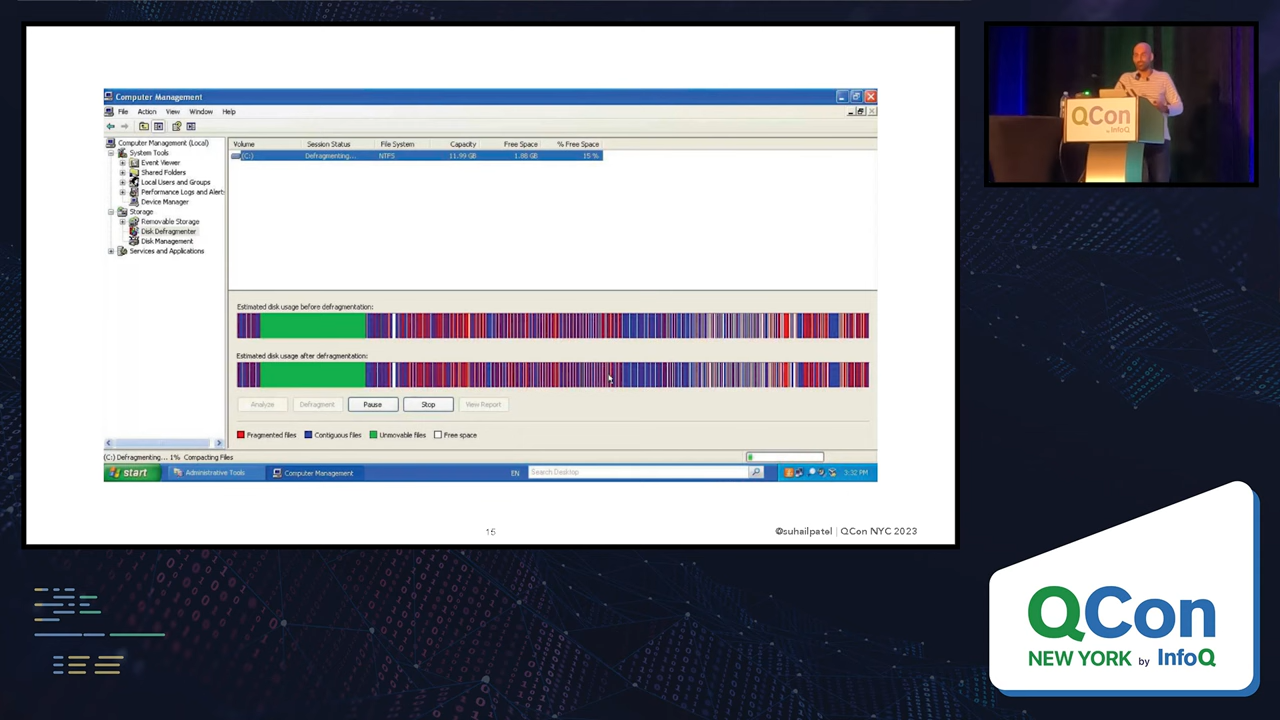 Computer Management
File Action View Window Help
Computer Management (Local)
System Tools
Event Viewer
Shared Folders
Local Users and Groups
Performance Logs and Alerts
Device Manager
Storage
Removable Storage
Disk Defragmenter
Disk Management
Services and Applications
Volume Session Status File System Capacity Free Space % Free Space
(C:) Defragmenting... NTFS 11.99 GB 1.88 GB 15 %
Estimated disk usage before defragmentation:
Estimated disk usage after defragmentation:
Analyze Defragment Pause Stop View Report
Fragmented files Contiguous files Unmovable files Free space
(C:) Defragmenting... 1% Compacting Files
start Administrative Tools Computer Management EN Search Desktop 3:32 PM
15
@suhailpatel | QCon NYC 2023
QCon
by InfoQ
QCon
NEW YORK by InfoQ